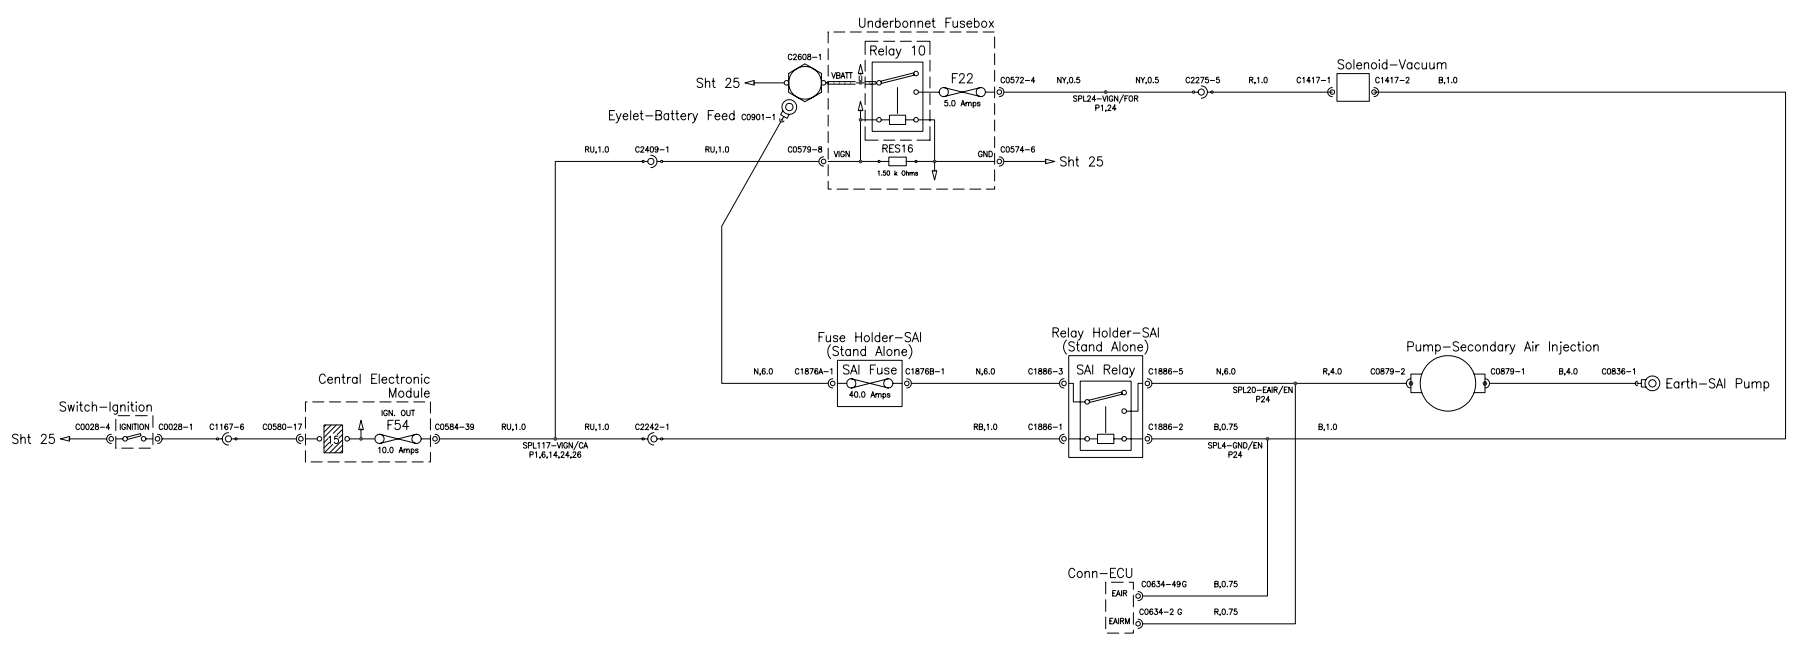 Underbonnet Fusebox
C2608-1
Relay 10
VBATT
Sht 25
F22
5.0 Amps
C0572-4
NY,0.5
NY,0.5
C2275-5
R,1.0
C1417-1
Solenoid-Vacuum
C1417-2
B,1.0
SPL24-VIGN/FOR
P1,24
Eyelet-Battery Feed C0901-1
RU,1.0
C2409-1
RU,1.0
C0579-8
VIGN
RES16
1.50 k Ohms
GND
C0574-6
Sht 25
Fuse Holder-SAI
(Stand Alone)
SAI Fuse
40.0 Amps
N,6.0
C1876A-1
C1876B-1
N,6.0
Relay Holder-SAI
(Stand Alone)
SAI Relay
C1886-3
C1886-5
N,6.0
SPL20-EAIR/EN
P24
R,4.0
C0879-2
Pump-Secondary Air Injection
C0879-1
B,4.0
C0836-1
Earth-SAI Pump
Central Electronic
Module
Switch-Ignition
Sht 25
C0028-4
IGNITION
C0028-1
C1167-6
C0580-17
15
IGN. OUT
F54
10.0 Amps
C0584-39
RU,1.0
SPL117-VIGN/CA
P1,6,14,24,26
RU,1.0
C2242-1
RB,1.0
C1886-1
C1886-2
B,0.75
SPL4-GND/EN
P24
B,1.0
Conn-ECU
EAIR
C0634-49G
B,0.75
EAIRM
C0634-2 G
R,0.75